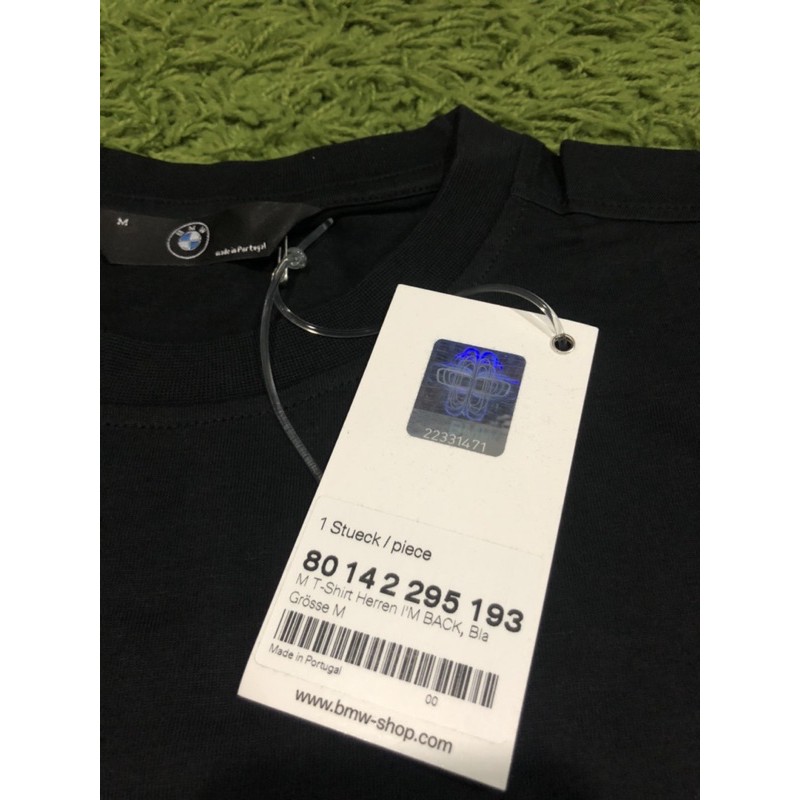 M
BMW
Made in Portugal
22331471
1 Stueck / piece
80 14 2 295 193
M T-Shirt Herren I'M BACK, Bla
Grösse M
Made in Portugal
00
www.bmw-shop.com